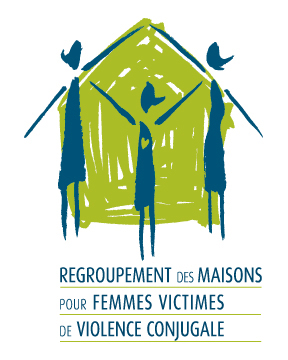 REGROUPEMENT DES MAISONS
POUR FEMMES VICTIMES
DE VIOLENCE CONJUGALE